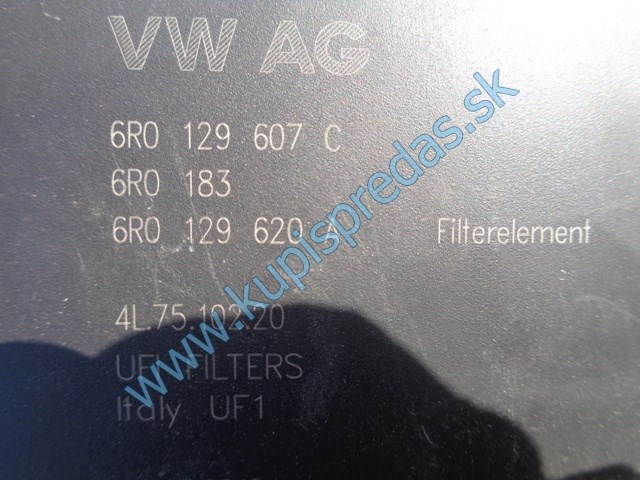 VW AG
6R0 129 607 C
6R0 183
6R0 129 620 A Filterelement
4L.75.102.20
UFI FILTERS
Italy UF1
www.kupispredas.sk